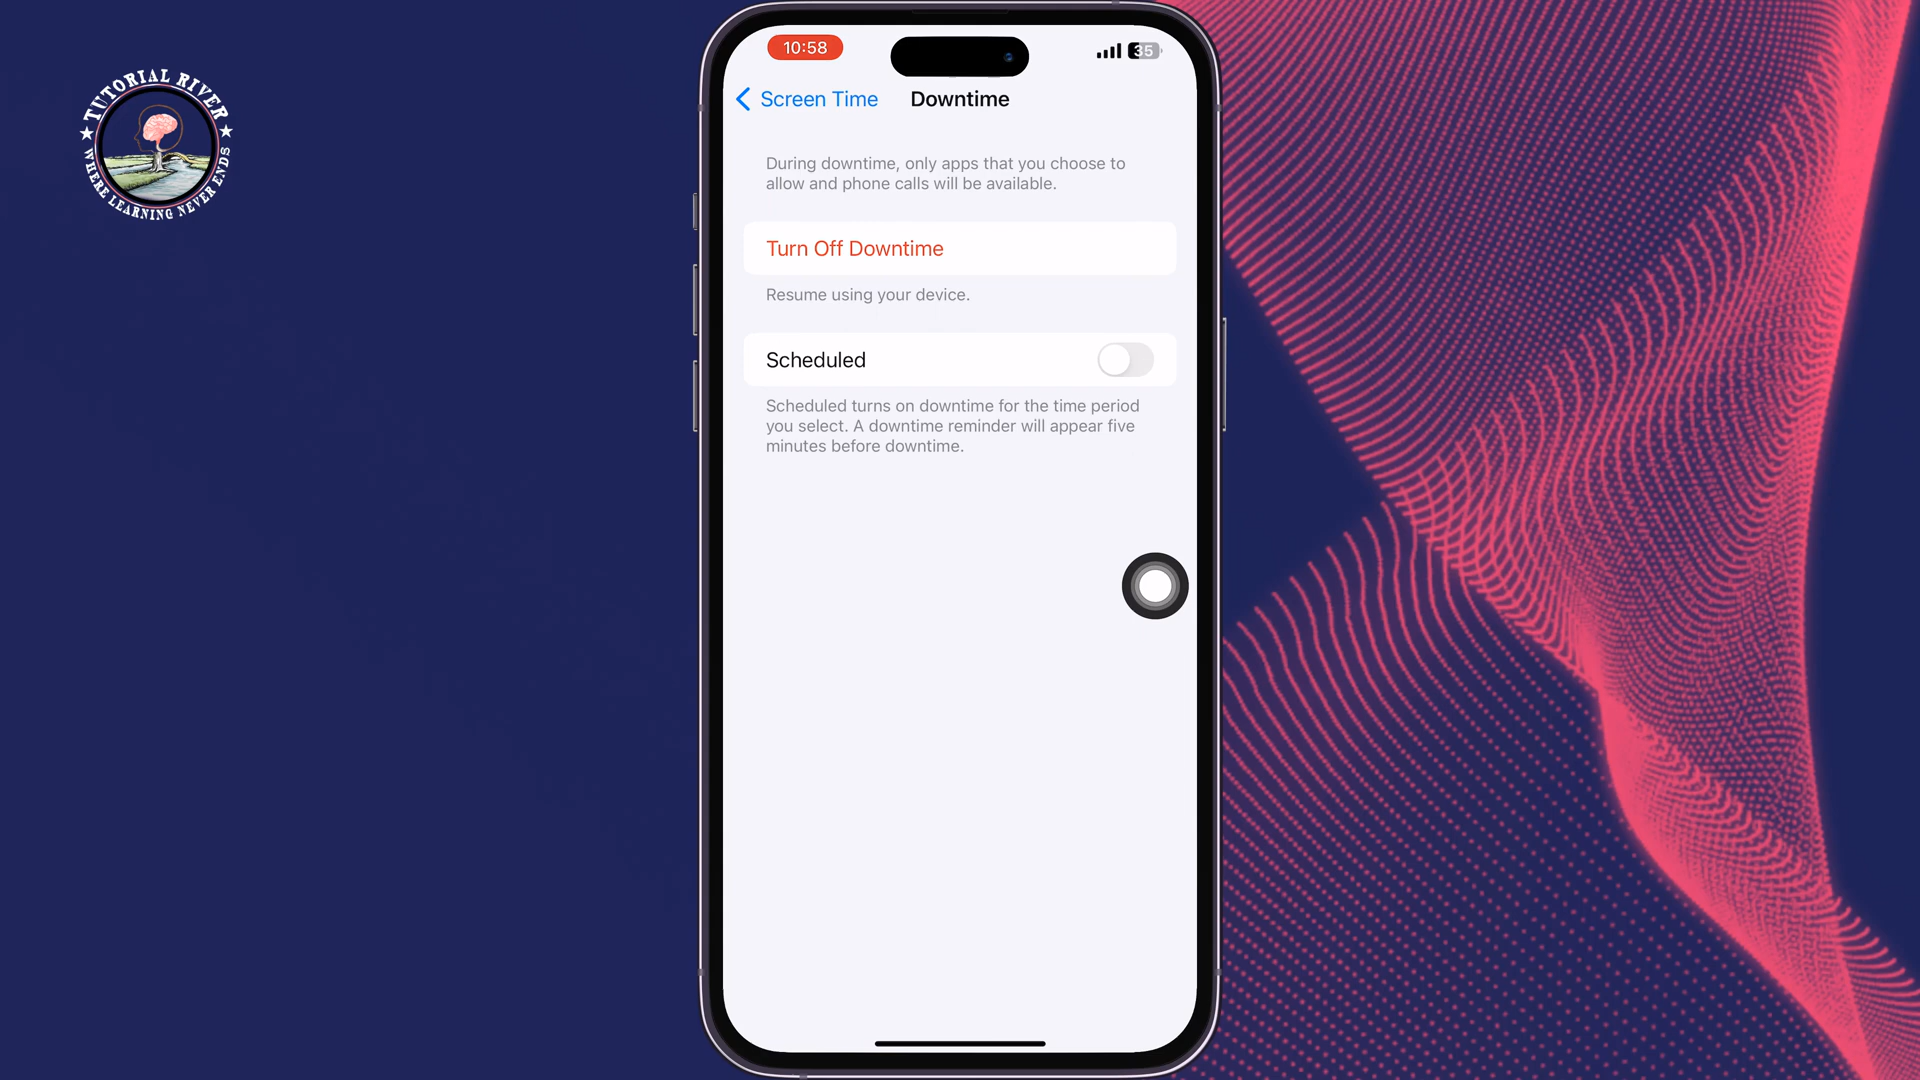 TUTORIAL RIVER
WHERE LEARNING NEVER ENDS
10:58
35
Screen Time
Downtime
During downtime, only apps that you choose to
allow and phone calls will be available.
Turn Off Downtime
Resume using your device.
Scheduled
Scheduled turns on downtime for the time period
you select. A downtime reminder will appear five
minutes before downtime.